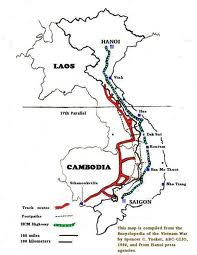 HANOI
LAOS
Vinh
17th Parallel
Hue
Dak Sut
Kontum
CAMBODIA
Ban Me Thuot
Sihanoukville
Nha Trang
Truck routes
Footpaths
HCM Highway
100 miles
100 kilometers
SAIGON
This map is compiled from the
Encyclopedia of the Vietnam War
by Spencer C. Tucker, ABC-CLIO,
1998, and from Hanoi press
agencies.